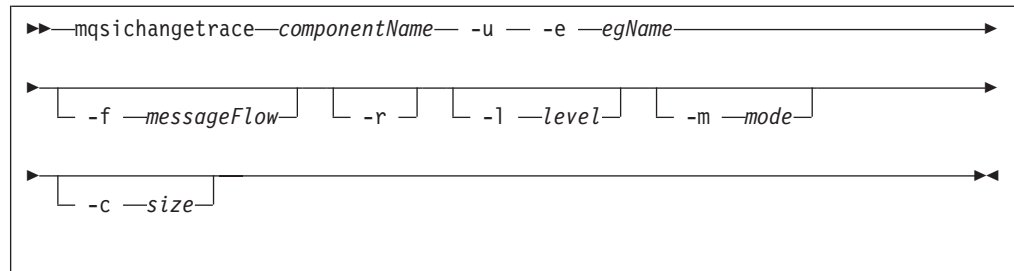 mqsichangetrace componentName -u -e egName
-f messageFlow -r -l level -m mode
-c size